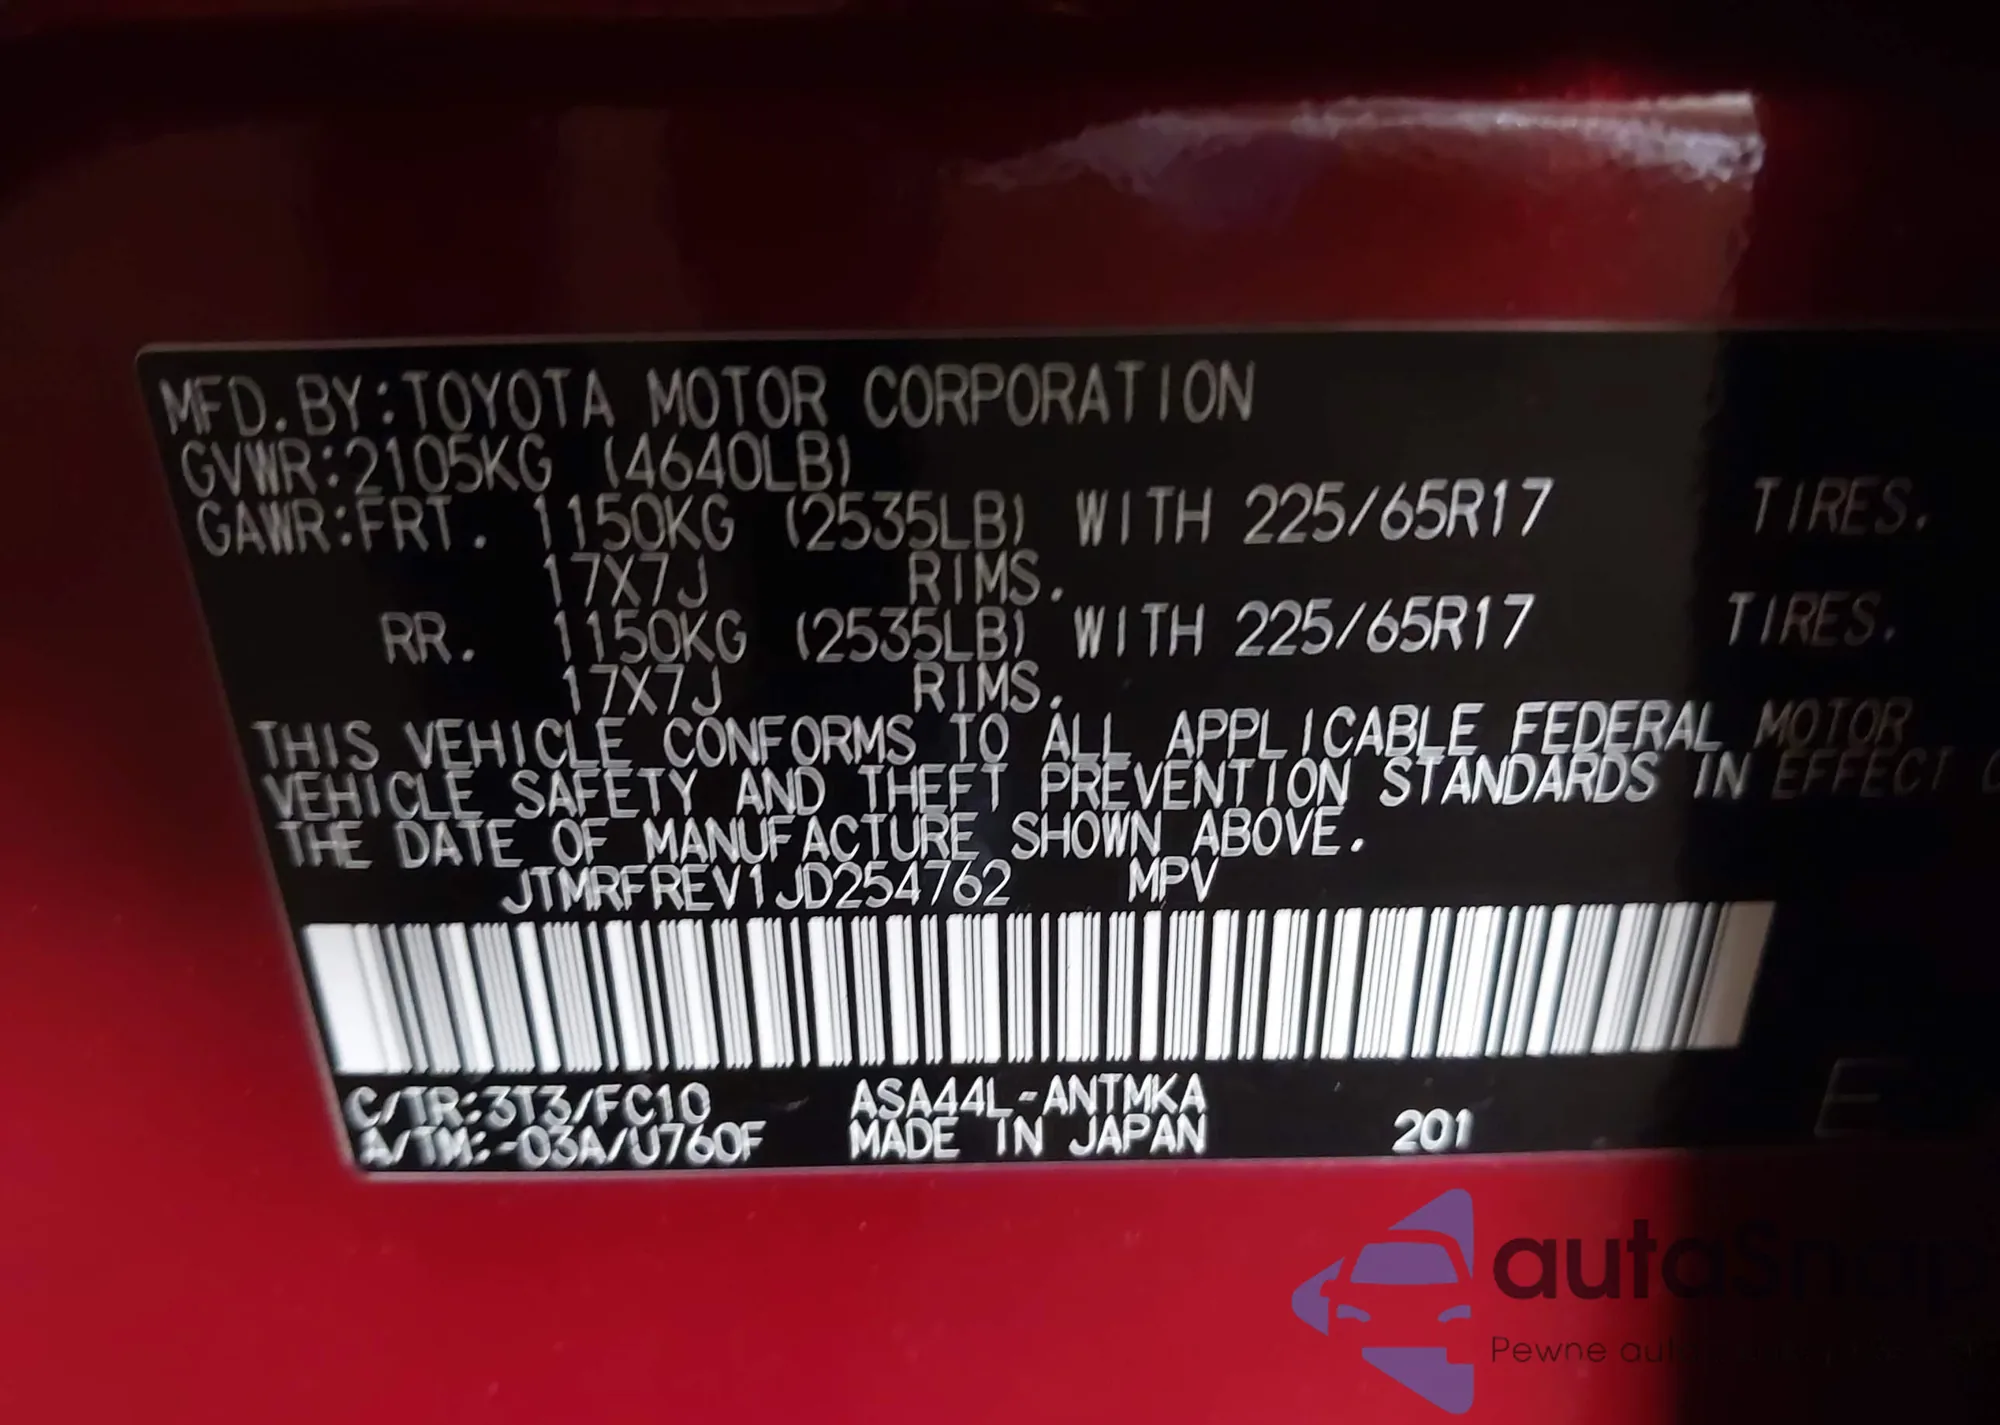 MFD.BY:TOYOTA MOTOR CORPORATION
GVWR:2105KG (4640LB)
GAWR:FRT. 1150KG (2535LB) WITH 225/65R17 TIRES.
17X7J RIMS.
RR. 1150KG (2535LB) WITH 225/65R17 TIRES.
17X7J RIMS.
THIS VEHICLE CONFORMS TO ALL APPLICABLE FEDERAL MOTOR
VEHICLE SAFETY AND THEFT PREVENTION STANDARDS IN EFFECT
THE DATE OF MANUFACTURE SHOWN ABOVE.
JTMRFREV1JD254762 MPV
C/TR:3T3/FC10 ASA44L-ANTMKA
A/TM:-03A/U760F MADE IN JAPAN 201 E
autaSnap
Pewne